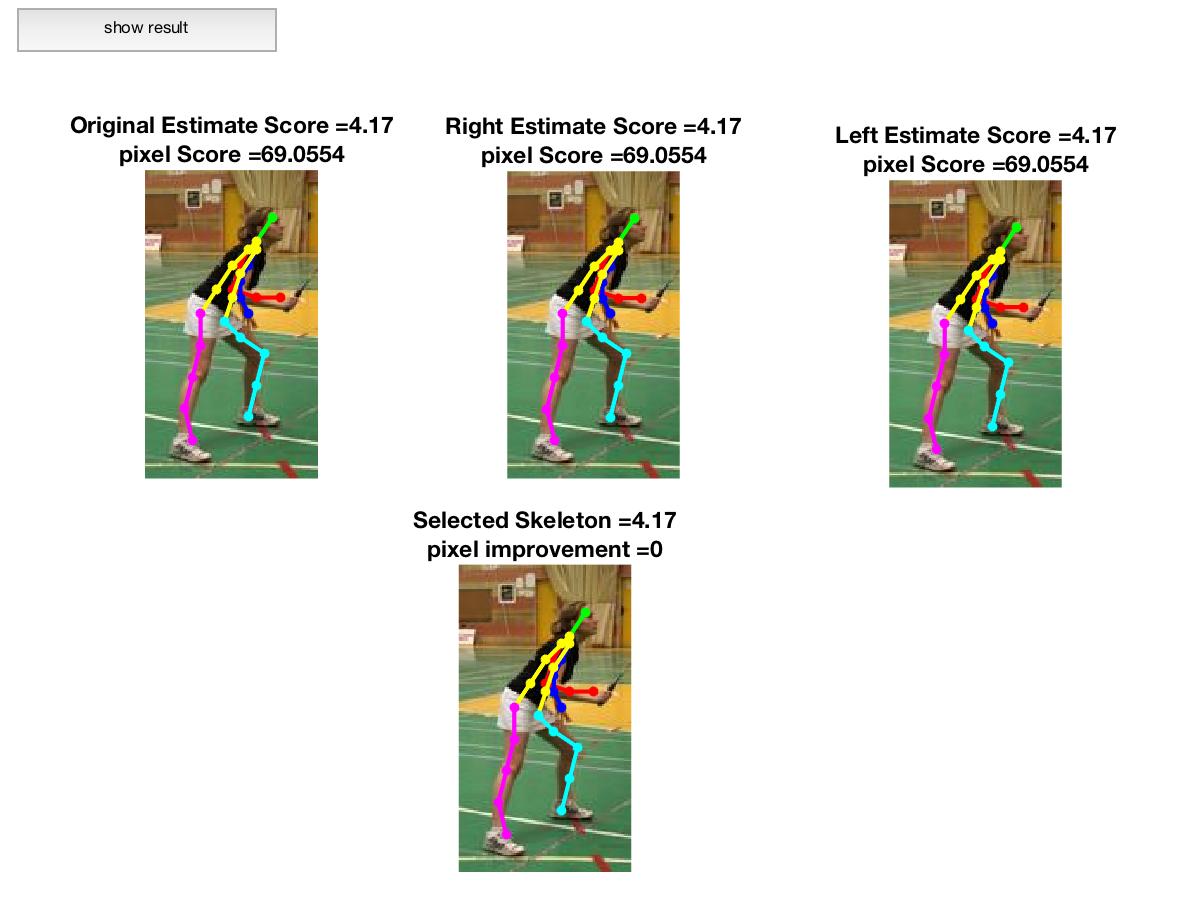 show result
Original Estimate Score =4.17
pixel Score =69.0554
Right Estimate Score =4.17
pixel Score =69.0554
Left Estimate Score =4.17
pixel Score =69.0554
Selected Skeleton =4.17
pixel improvement =0